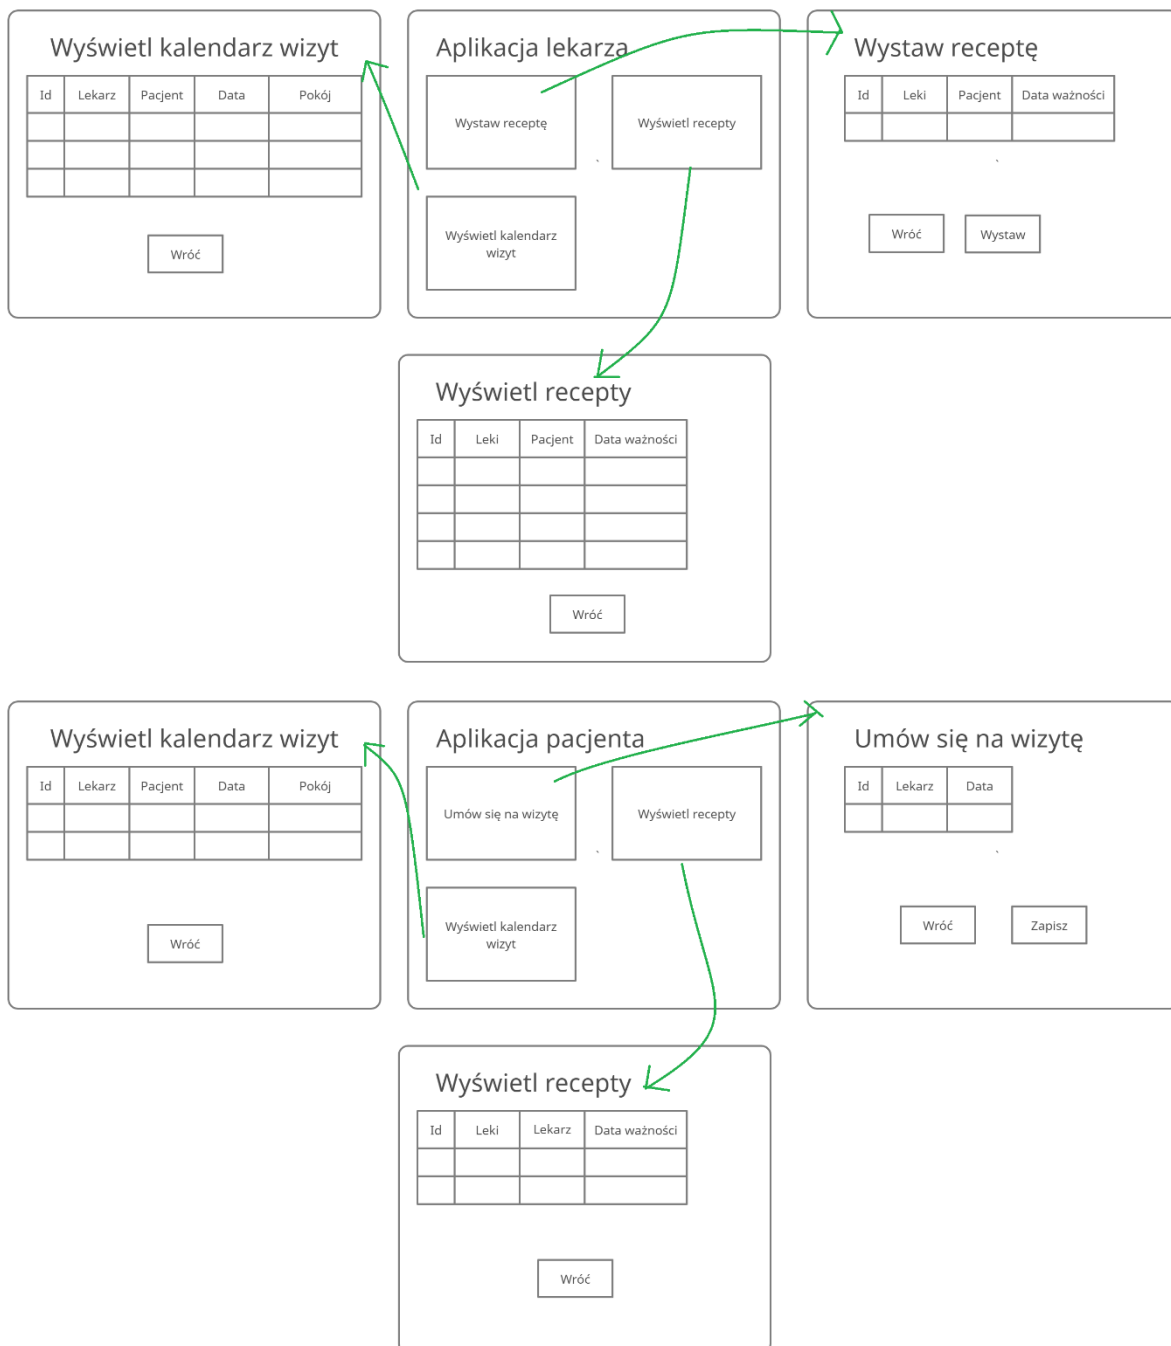 Wyświetl kalendarz wizyt
Id Lekarz Pacjent Data Pokój
Wróć
Aplikacja lekarza
Wystaw receptę
Wyświetl recepty
Wyświetl kalendarz
wizyt
Wystaw receptę
Id Leki Pacjent Data ważności
Wróć Wystaw
Wyświetl recepty
Id Leki Pacjent Data ważności
Wróć
Wyświetl kalendarz wizyt
Id Lekarz Pacjent Data Pokój
Wróć
Aplikacja pacjenta
Umów się na wizytę
Wyświetl recepty
Wyświetl kalendarz
wizyt
Umów się na wizytę
Id Lekarz Data
Wróć Zapisz
Wyświetl recepty
Id Leki Lekarz Data ważności
Wróć